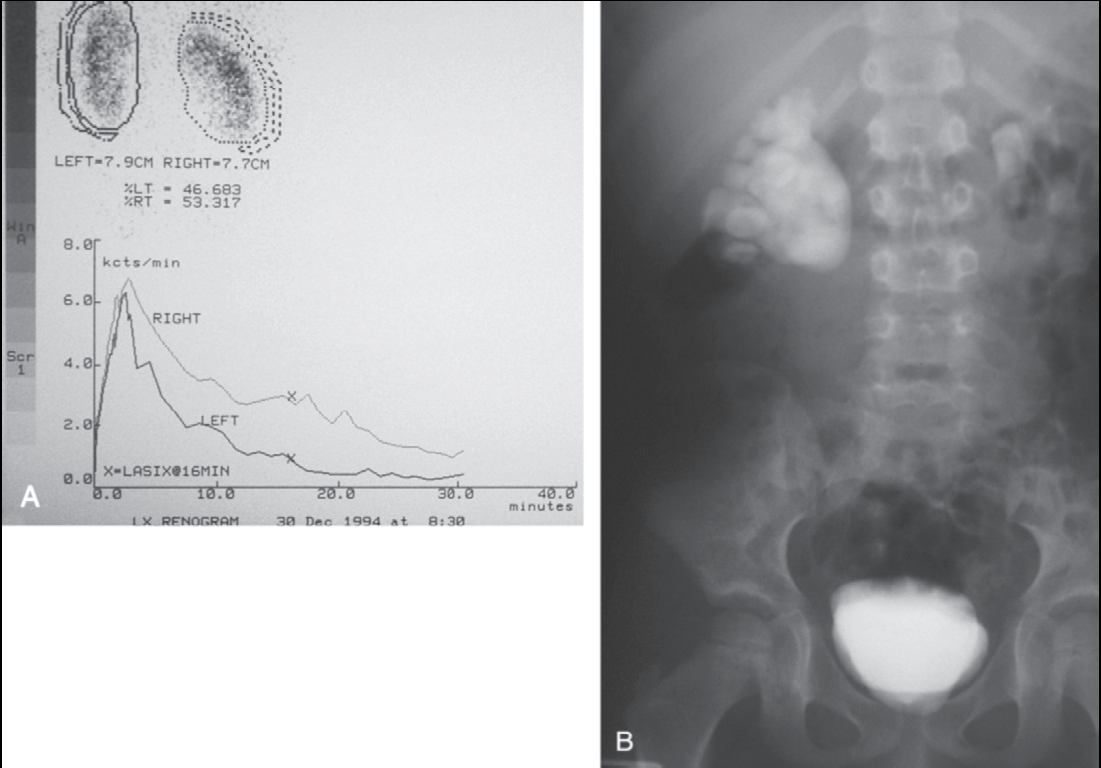 LEFT=7.9CM RIGHT=7.7CM
%LT = 46.683
%RT = 53.317
Win
A
8.0
kcts/min
6.0
RIGHT
Scr
1
4.0
LEFT
2.0
X=LASIX@16MIN
0.0
X
X
0.0 10.0 20.0 30.0 40.0
minutes
LX RENOGRAM 30 Dec 1994 at 8:30
A
B